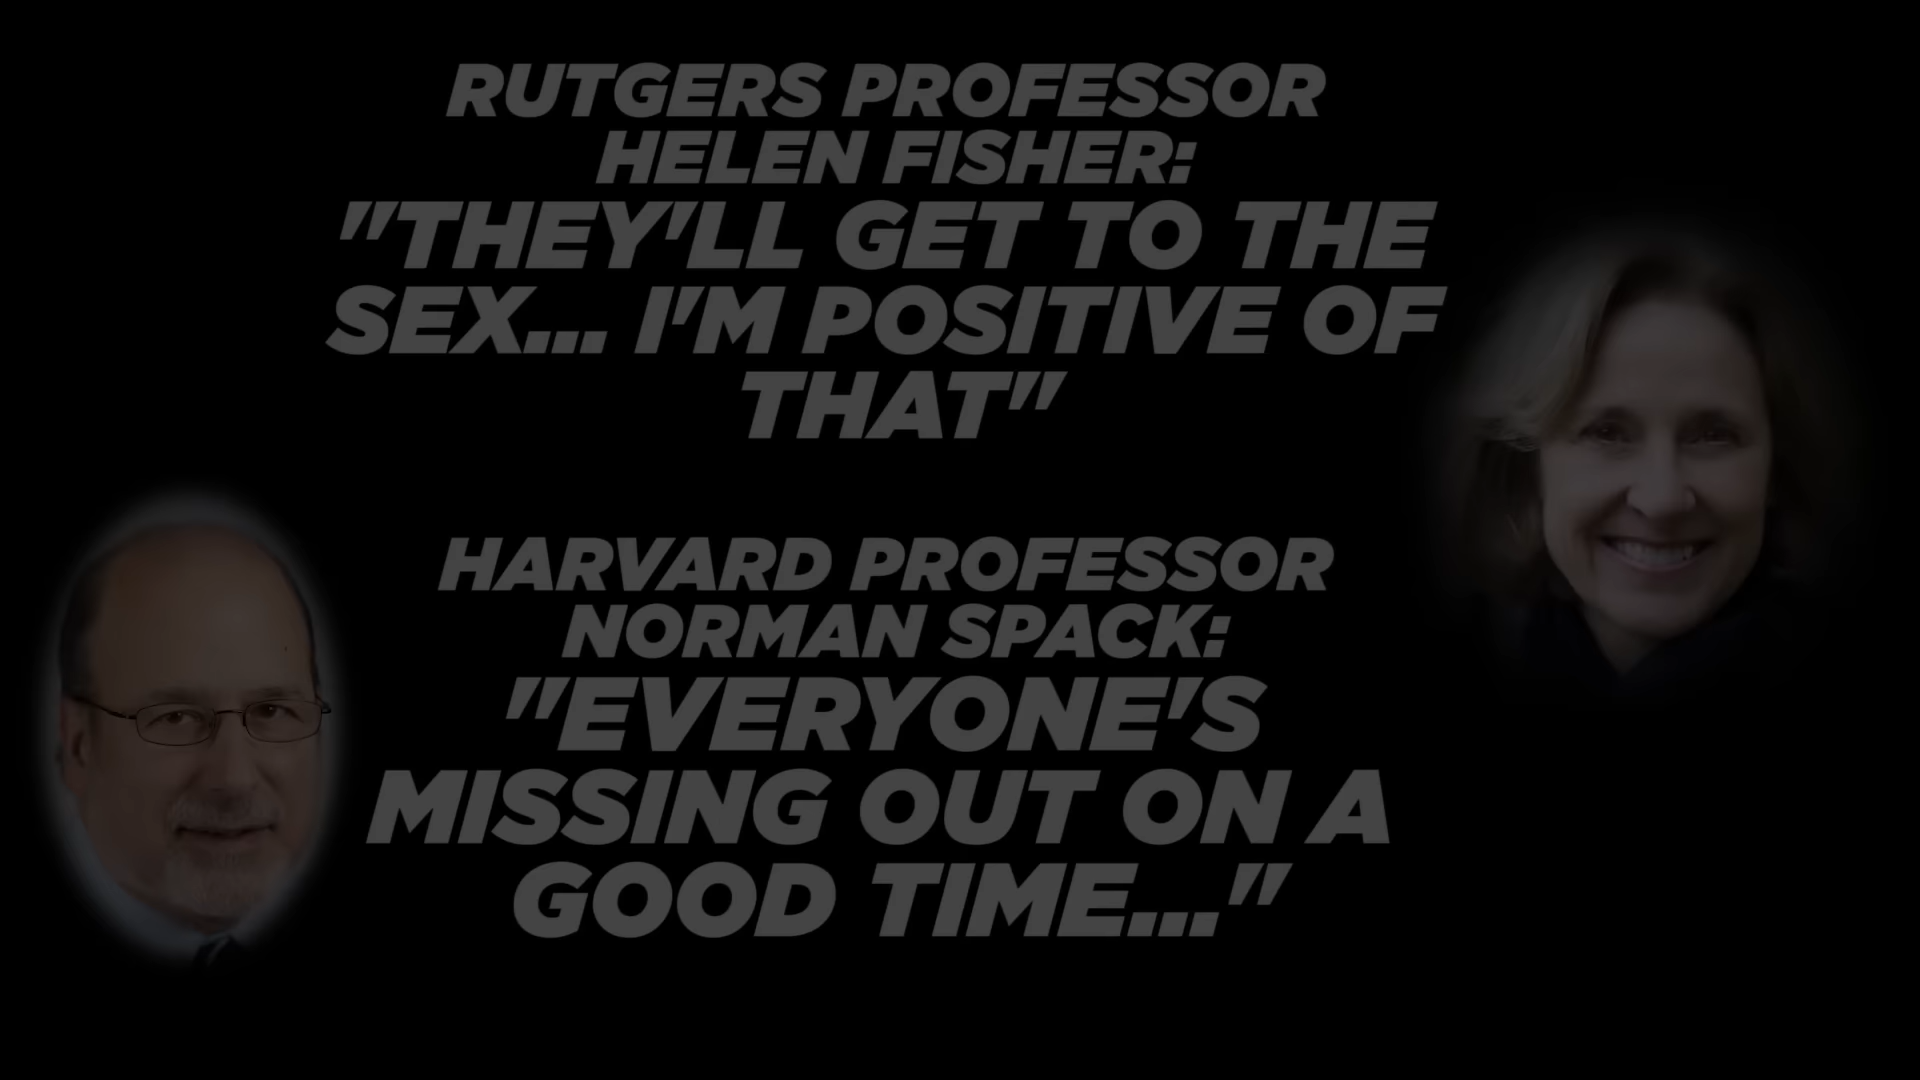 RUTGERS PROFESSOR
HELEN FISHER:
"THEY'LL GET TO THE
SEX... I'M POSITIVE OF
THAT"
HARVARD PROFESSOR
NORMAN SPACK:
"EVERYONE'S
MISSING OUT ON A
GOOD TIME..."